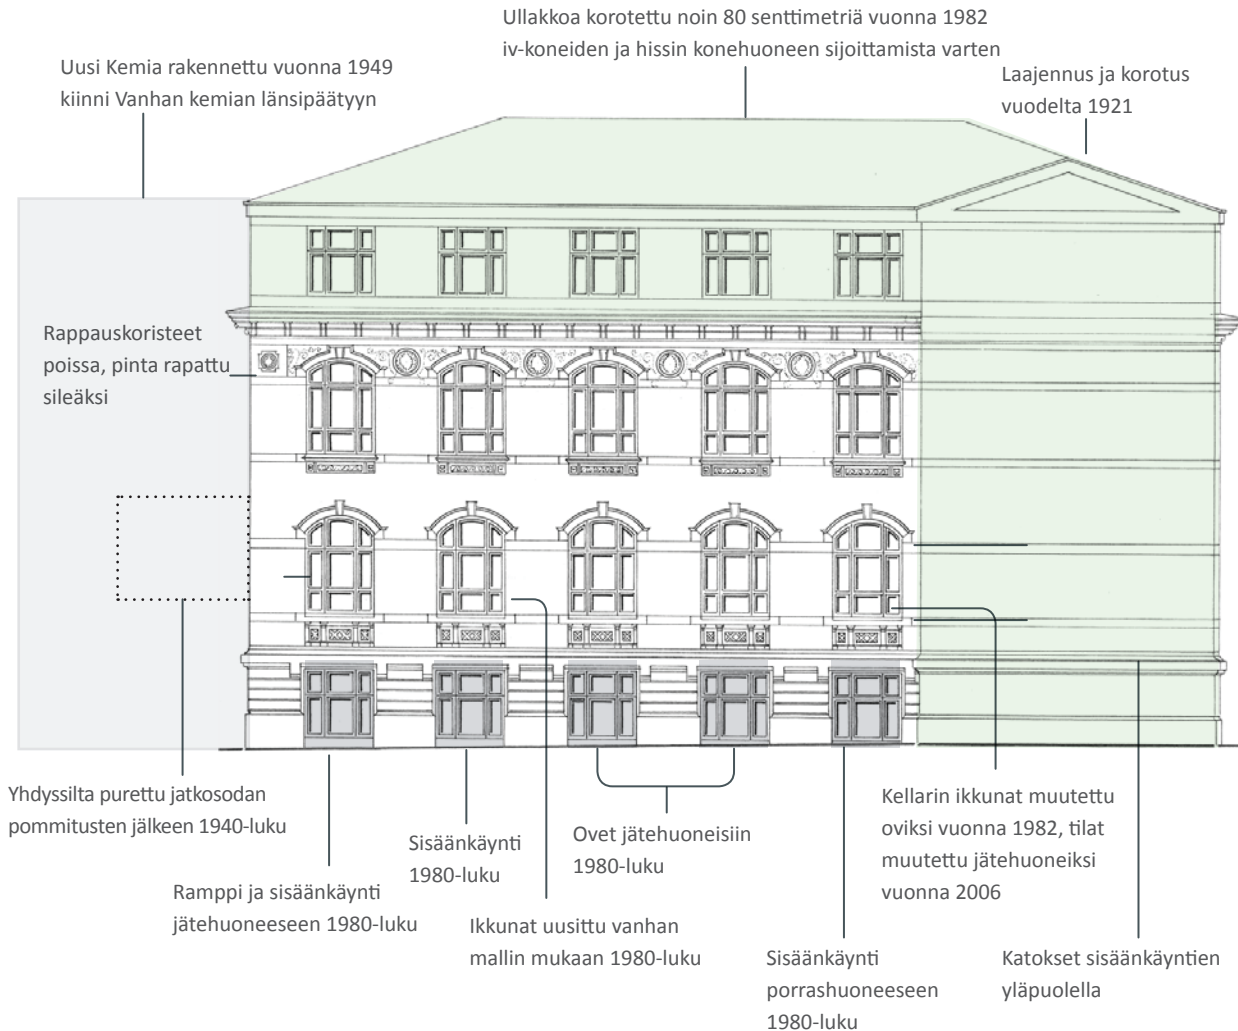 Ullakkoa korotettu noin 80 senttimetriä vuonna 1982
iv-koneiden ja hissin konehuoneen sijoittamista varten
Uusi Kemia rakennettu vuonna 1949
kiinni Vanhan kemian länsipäätyyn
Laajennus ja korotus
vuodelta 1921
Rappauskoristeet
poissa, pinta rapattu
sileäksi
Yhdyssilta purettu jatkosodan
pommitusten jälkeen 1940-luku
Ramppi ja sisäänkäynti
jätehuoneeseen 1980-luku
Sisäänkäynti
1980-luku
Ikkunat uusittu vanhan
mallin mukaan 1980-luku
Ovet jätehuoneisiin
1980-luku
Sisäänkäynti
porrashuoneeseen
1980-luku
Kellarin ikkunat muutettu
oviksi vuonna 1982, tilat
muutettu jätehuoneiksi
vuonna 2006
Katokset sisäänkäyntien
yläpuolella